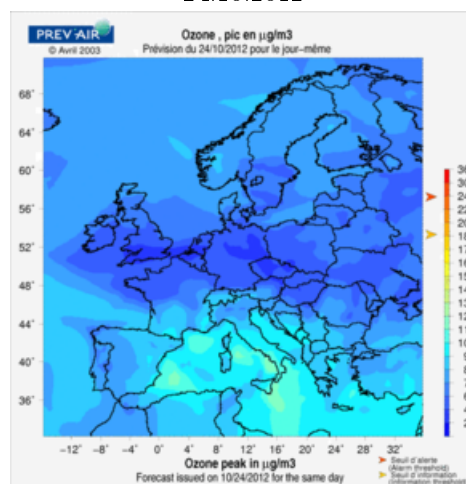 PREV'AIR
© Avril 2003
Ozone , pic en µg/m3
Prévision du 24/10/2012 pour le jour-même
68°
64°
60°
56°
52°
48°
44°
40°
36°
-12° -8° -4° 0° 4° 8° 12° 16° 20° 24° 28° 32°
Ozone peak in µg/m3
Forecast issued on 10/24/2012 for the same day
Seuil d'alerte
(Alarm threshold)
Seuil d'information
(Information threshold)